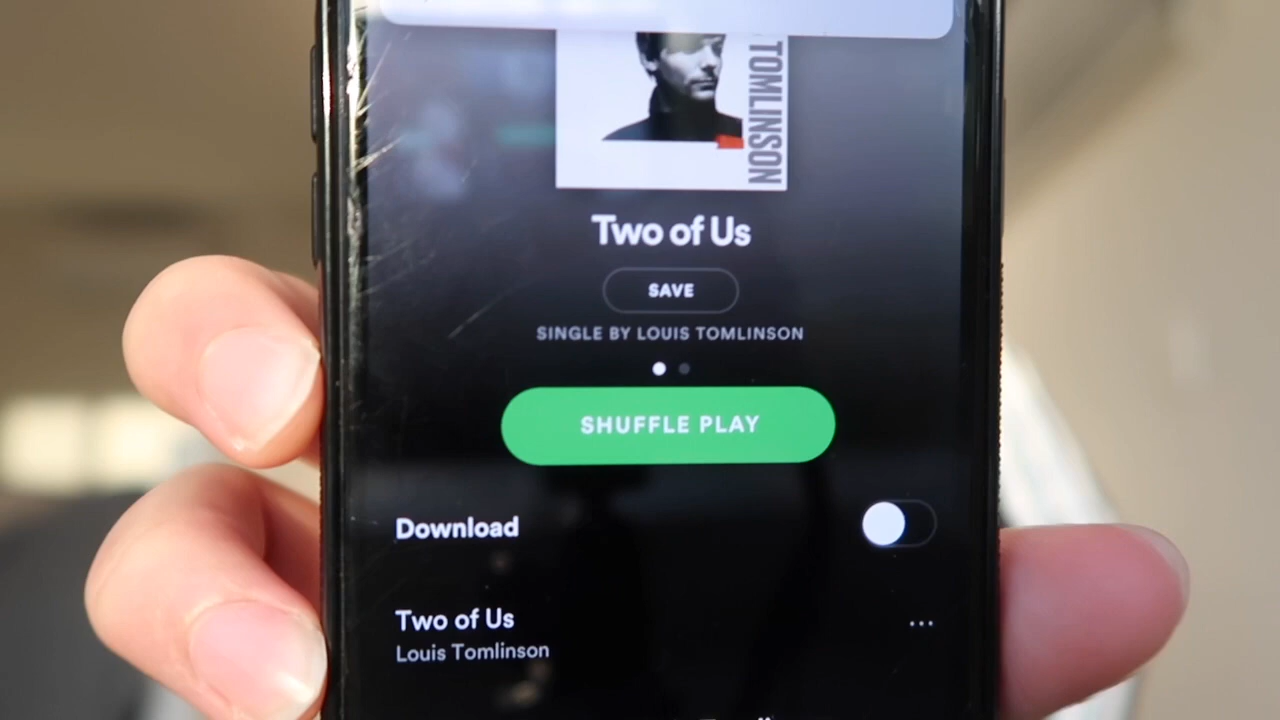 TOMLINSON
Two of Us
SAVE
SINGLE BY LOUIS TOMLINSON
SHUFFLE PLAY
Download
Two of Us
Louis Tomlinson